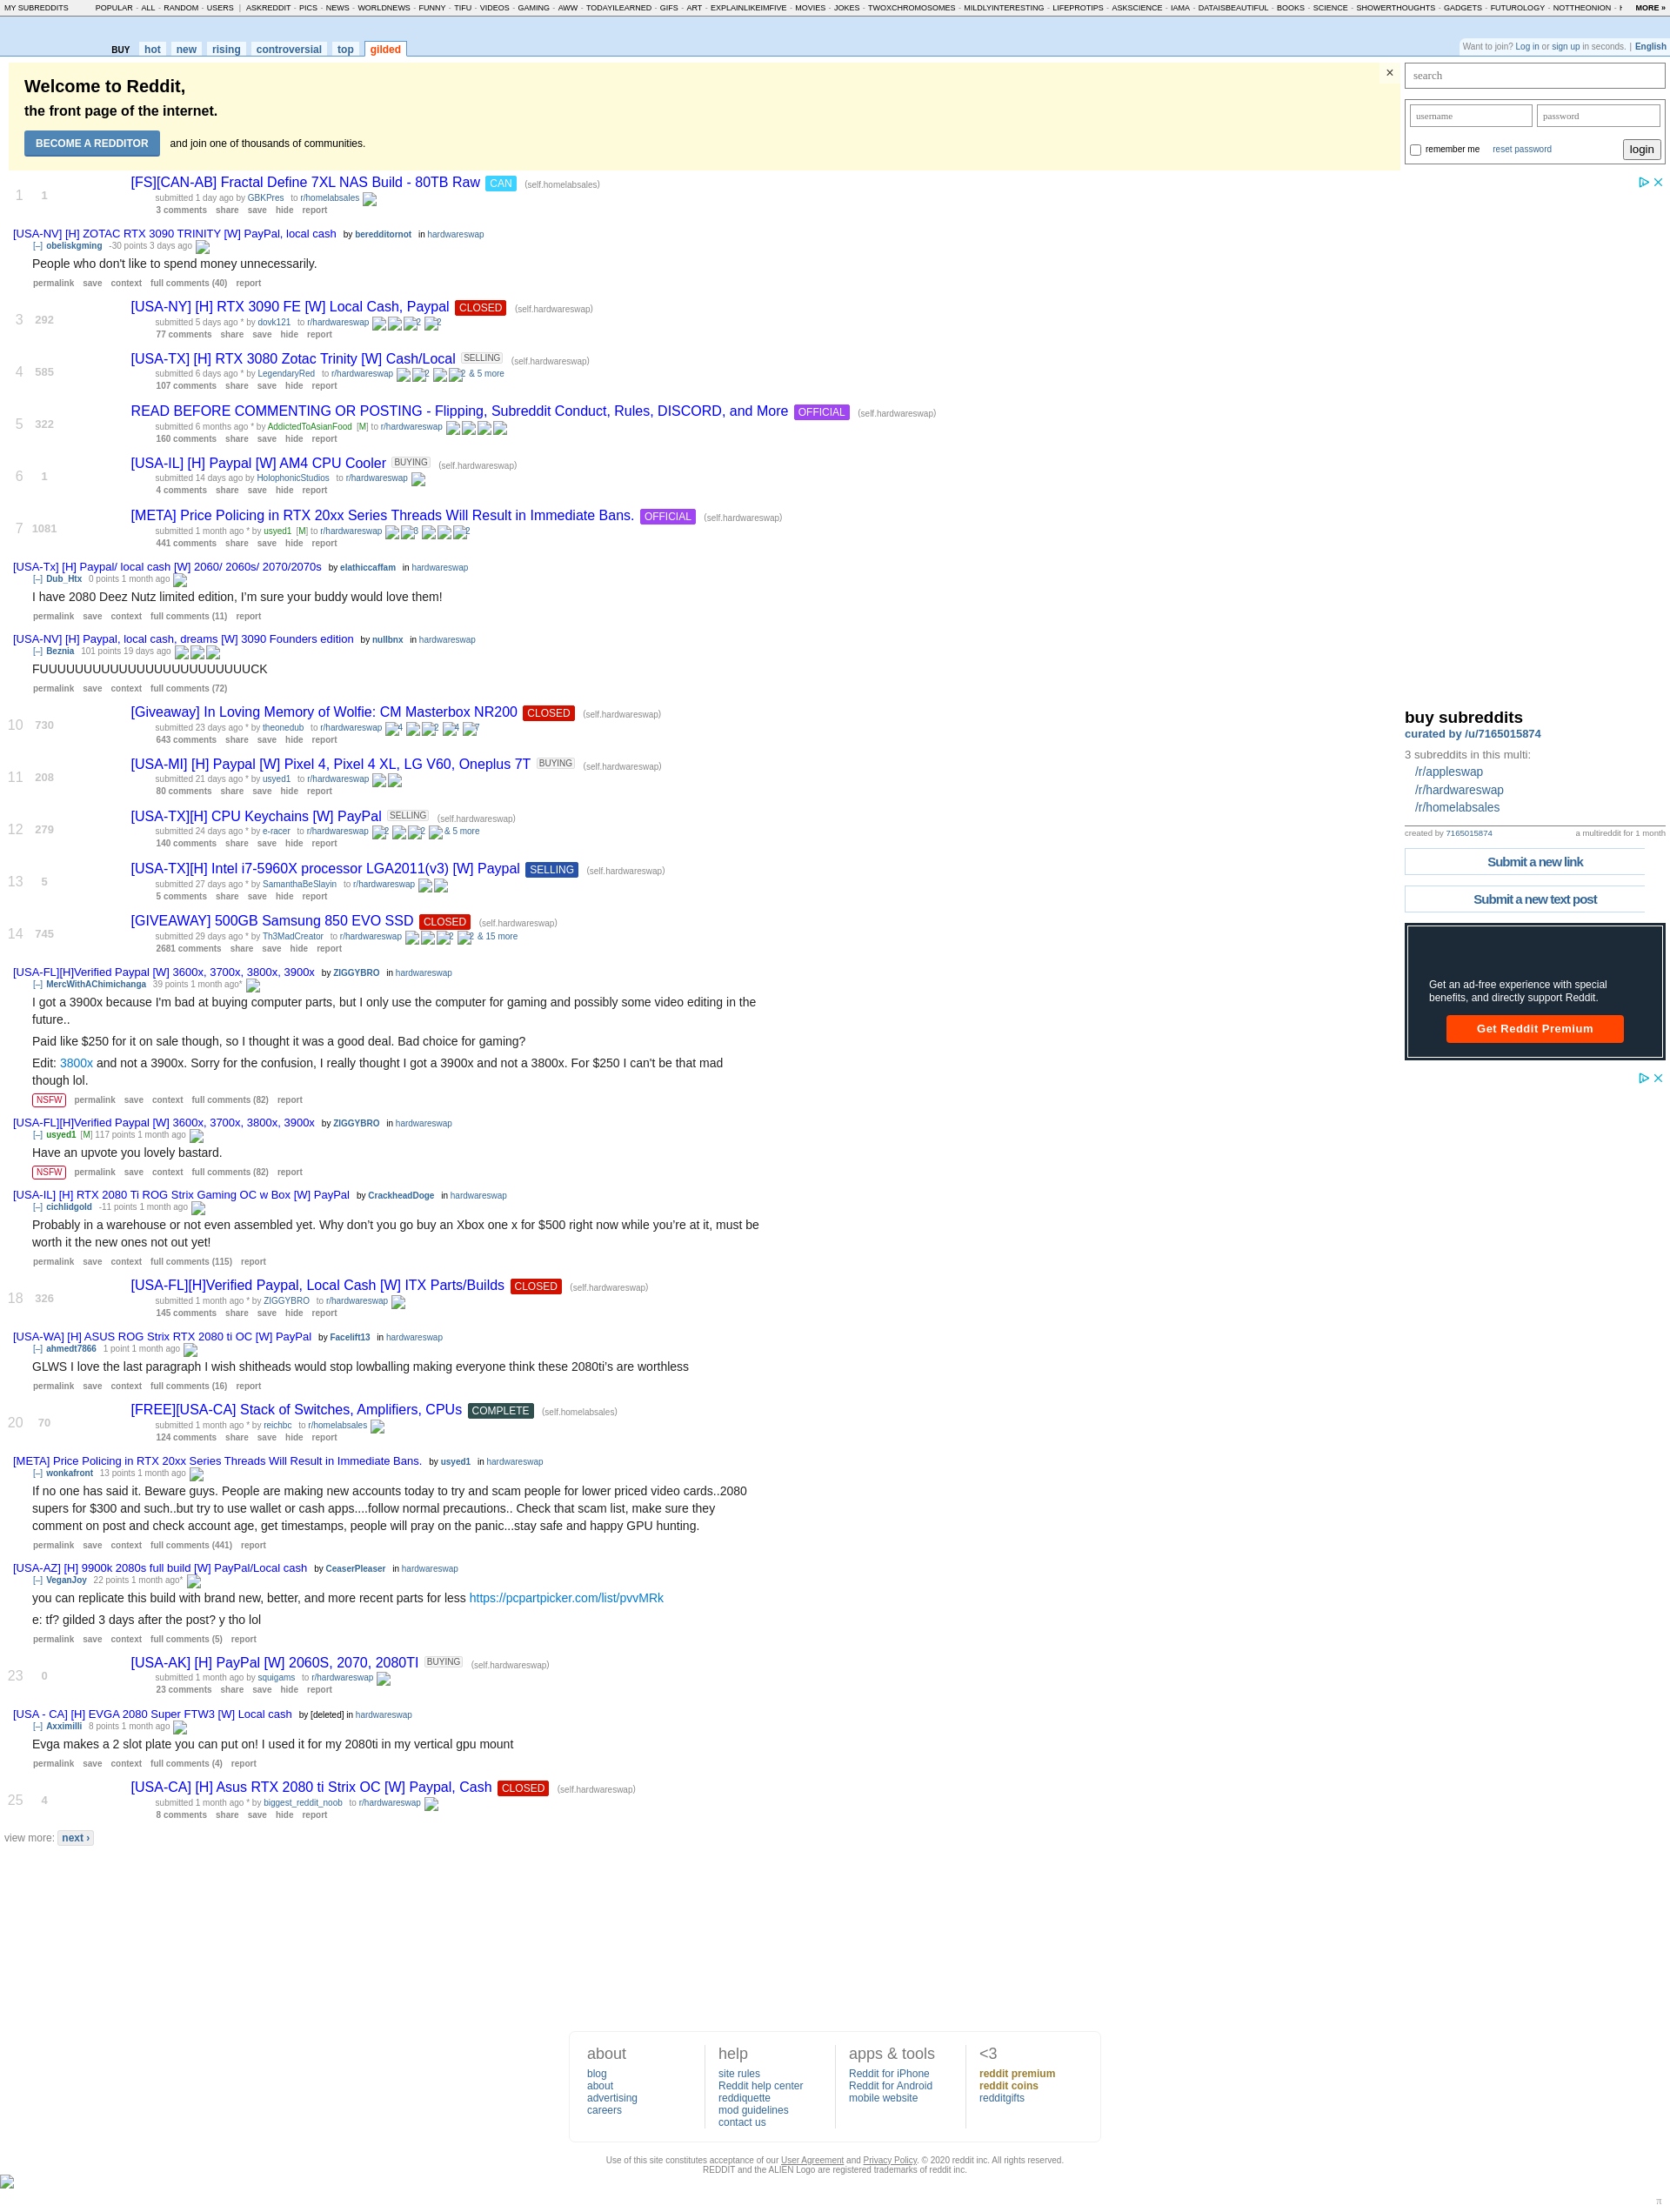 MY SUBREDDITS POPULAR - ALL - RANDOM - USERS | ASKREDDIT - PICS - NEWS - WORLDNEWS - FUNNY - TIFU - VIDEOS - GAMING - AWW - TODAYILEARNED - GIFS - ART - EXPLAINLIKEIMFIVE - MOVIES - JOKES - TWOXCHROMOSOMES - MILDLYINTERESTING - LIFEPROTIPS - ASKSCIENCE - IAMA - DATAISBEAUTIFUL - BOOKS - SCIENCE - SHOWERTHOUGHTS - GADGETS - FUTUROLOGY - NOTTHEONION - MORE »
BUY hot new rising controversial top gilded
Want to join? Log in or sign up in seconds. | English
Welcome to Reddit,
the front page of the internet.
BECOME A REDDITOR and join one of thousands of communities.
×
search
username password
remember me reset password login
1 1 [FS][CAN-AB] Fractal Define 7XL NAS Build - 80TB Raw CAN (self.homelabsales)
submitted 1 day ago by GBKPres to r/homelabsales
3 comments share save hide report
[USA-NV] [H] ZOTAC RTX 3090 TRINITY [W] PayPal, local cash by beredditornot in hardwareswap
[–] obeliskgming -30 points 3 days ago
People who don't like to spend money unnecessarily.
permalink save context full comments (40) report
3 292 [USA-NY] [H] RTX 3090 FE [W] Local Cash, Paypal CLOSED (self.hardwareswap)
submitted 5 days ago * by dovk121 to r/hardwareswap 2 2
77 comments share save hide report
4 585 [USA-TX] [H] RTX 3080 Zotac Trinity [W] Cash/Local SELLING (self.hardwareswap)
submitted 6 days ago * by LegendaryRed to r/hardwareswap 2 2 & 5 more
107 comments share save hide report
5 322 READ BEFORE COMMENTING OR POSTING - Flipping, Subreddit Conduct, Rules, DISCORD, and More OFFICIAL (self.hardwareswap)
submitted 6 months ago * by AddictedToAsianFood [M] to r/hardwareswap
160 comments share save hide report
6 1 [USA-IL] [H] Paypal [W] AM4 CPU Cooler BUYING (self.hardwareswap)
submitted 14 days ago by HolophonicStudios to r/hardwareswap
4 comments share save hide report
7 1081 [META] Price Policing in RTX 20xx Series Threads Will Result in Immediate Bans. OFFICIAL (self.hardwareswap)
submitted 1 month ago * by usyed1 [M] to r/hardwareswap 3 2
441 comments share save hide report
[USA-Tx] [H] Paypal/ local cash [W] 2060/ 2060s/ 2070/2070s by elathiccaffam in hardwareswap
[–] Dub_Htx 0 points 1 month ago
I have 2080 Deez Nutz limited edition, I'm sure your buddy would love them!
permalink save context full comments (11) report
[USA-NV] [H] Paypal, local cash, dreams [W] 3090 Founders edition by nullbnx in hardwareswap
[–] Beznia 101 points 19 days ago
FUUUUUUUUUUUUUUUUUUUUUUUUCK
permalink save context full comments (72)
10 730 [Giveaway] In Loving Memory of Wolfie: CM Masterbox NR200 CLOSED (self.hardwareswap)
submitted 23 days ago * by theonedub to r/hardwareswap 4 2 4 7
643 comments share save hide report
11 208 [USA-MI] [H] Paypal [W] Pixel 4, Pixel 4 XL, LG V60, Oneplus 7T BUYING (self.hardwareswap)
submitted 21 days ago * by usyed1 to r/hardwareswap
80 comments share save hide report
12 279 [USA-TX][H] CPU Keychains [W] PayPal SELLING (self.hardwareswap)
submitted 24 days ago * by e-racer to r/hardwareswap 2 2 & 5 more
140 comments share save hide report
13 5 [USA-TX][H] Intel i7-5960X processor LGA2011(v3) [W] Paypal SELLING (self.hardwareswap)
submitted 27 days ago * by SamanthaBeSlayin to r/hardwareswap
5 comments share save hide report
14 745 [GIVEAWAY] 500GB Samsung 850 EVO SSD CLOSED (self.hardwareswap)
submitted 29 days ago * by Th3MadCreator to r/hardwareswap 2 2 & 15 more
2681 comments share save hide report
[USA-FL][H]Verified Paypal [W] 3600x, 3700x, 3800x, 3900x by ZIGGYBRO in hardwareswap
[–] MercWithAChimichanga 39 points 1 month ago*
I got a 3900x because I'm bad at buying computer parts, but I only use the computer for gaming and possibly some video editing in the
future..
Paid like $250 for it on sale though, so I thought it was a good deal. Bad choice for gaming?
Edit: 3800x and not a 3900x. Sorry for the confusion, I really thought I got a 3900x and not a 3800x. For $250 I can't be that mad
though lol.
NSFW permalink save context full comments (82) report
[USA-FL][H]Verified Paypal [W] 3600x, 3700x, 3800x, 3900x by ZIGGYBRO in hardwareswap
[–] usyed1 [M] 117 points 1 month ago
Have an upvote you lovely bastard.
NSFW permalink save context full comments (82) report
[USA-IL] [H] RTX 2080 Ti ROG Strix Gaming OC w Box [W] PayPal by CrackheadDoge in hardwareswap
[–] cichlidgold -11 points 1 month ago
Probably in a warehouse or not even assembled yet. Why don't you go buy an Xbox one x for $500 right now while you're at it, must be
worth it the new ones not out yet!
permalink save context full comments (115) report
18 326 [USA-FL][H]Verified Paypal, Local Cash [W] ITX Parts/Builds CLOSED (self.hardwareswap)
submitted 1 month ago * by ZIGGYBRO to r/hardwareswap
145 comments share save hide report
[USA-WA] [H] ASUS ROG Strix RTX 2080 ti OC [W] PayPal by Facelift13 in hardwareswap
[–] ahmedt7866 1 point 1 month ago
GLWS I love the last paragraph I wish shitheads would stop lowballing making everyone think these 2080ti's are worthless
permalink save context full comments (16) report
20 70 [FREE][USA-CA] Stack of Switches, Amplifiers, CPUs COMPLETE (self.homelabsales)
submitted 1 month ago * by reichbc to r/homelabsales
124 comments share save hide report
[META] Price Policing in RTX 20xx Series Threads Will Result in Immediate Bans. by usyed1 in hardwareswap
[–] wonkafront 13 points 1 month ago
If no one has said it. Beware guys. People are making new accounts today to try and scam people for lower priced video cards..2080
supers for $300 and such..but try to use wallet or cash apps....follow normal precautions.. Check that scam list, make sure they
comment on post and check account age, get timestamps, people will pray on the panic...stay safe and happy GPU hunting.
permalink save context full comments (441) report
[USA-AZ] [H] 9900k 2080s full build [W] PayPal/Local cash by CeaserPleaser in hardwareswap
[–] VeganJoy 22 points 1 month ago*
you can replicate this build with brand new, better, and more recent parts for less https://pcpartpicker.com/list/pvvMRk
e: tf? gilded 3 days after the post? y tho lol
permalink save context full comments (5) report
23 0 [USA-AK] [H] PayPal [W] 2060S, 2070, 2080TI BUYING (self.hardwareswap)
submitted 1 month ago by squigams to r/hardwareswap
23 comments share save hide report
[USA - CA] [H] EVGA 2080 Super FTW3 [W] Local cash by [deleted] in hardwareswap
[–] Axximilli 8 points 1 month ago
Evga makes a 2 slot plate you can put on! I used it for my 2080ti in my vertical gpu mount
permalink save context full comments (4) report
25 4 [USA-CA] [H] Asus RTX 2080 ti Strix OC [W] Paypal, Cash CLOSED (self.hardwareswap)
submitted 1 month ago * by biggest_reddit_noob to r/hardwareswap
8 comments share save hide report
view more: next ›
buy subreddits
curated by /u/7165015874
3 subreddits in this multi:
/r/appleswap
/r/hardwareswap
/r/homelabsales
created by 7165015874 a multireddit for 1 month
Submit a new link
Submit a new text post
Get an ad-free experience with special
benefits, and directly support Reddit.
Get Reddit Premium
about
blog
about
advertising
careers
help
site rules
Reddit help center
reddiquette
mod guidelines
contact us
apps & tools
Reddit for iPhone
Reddit for Android
mobile website
<3
reddit premium
reddit coins
redditgifts
Use of this site constitutes acceptance of our User Agreement and Privacy Policy. © 2020 reddit inc. All rights reserved.
REDDIT and the ALIEN Logo are registered trademarks of reddit inc.
π